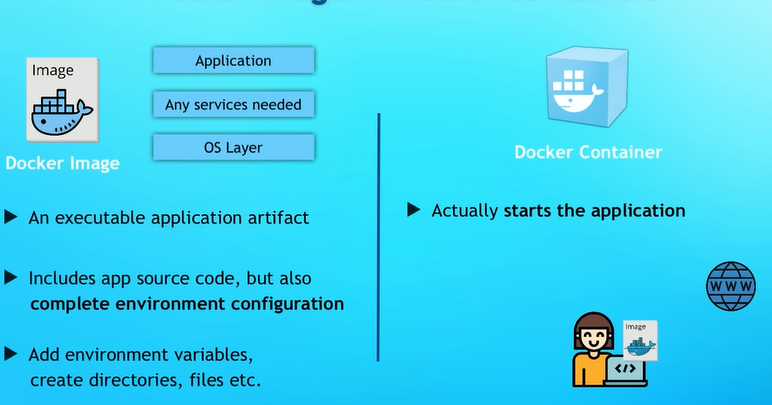 Image
Application
Any services needed
OS Layer
Docker Image
An executable application artifact
Includes app source code, but also
complete environment configuration
Add environment variables,
create directories, files etc.
Docker Container
Actually starts the application
WWW
Image
</>